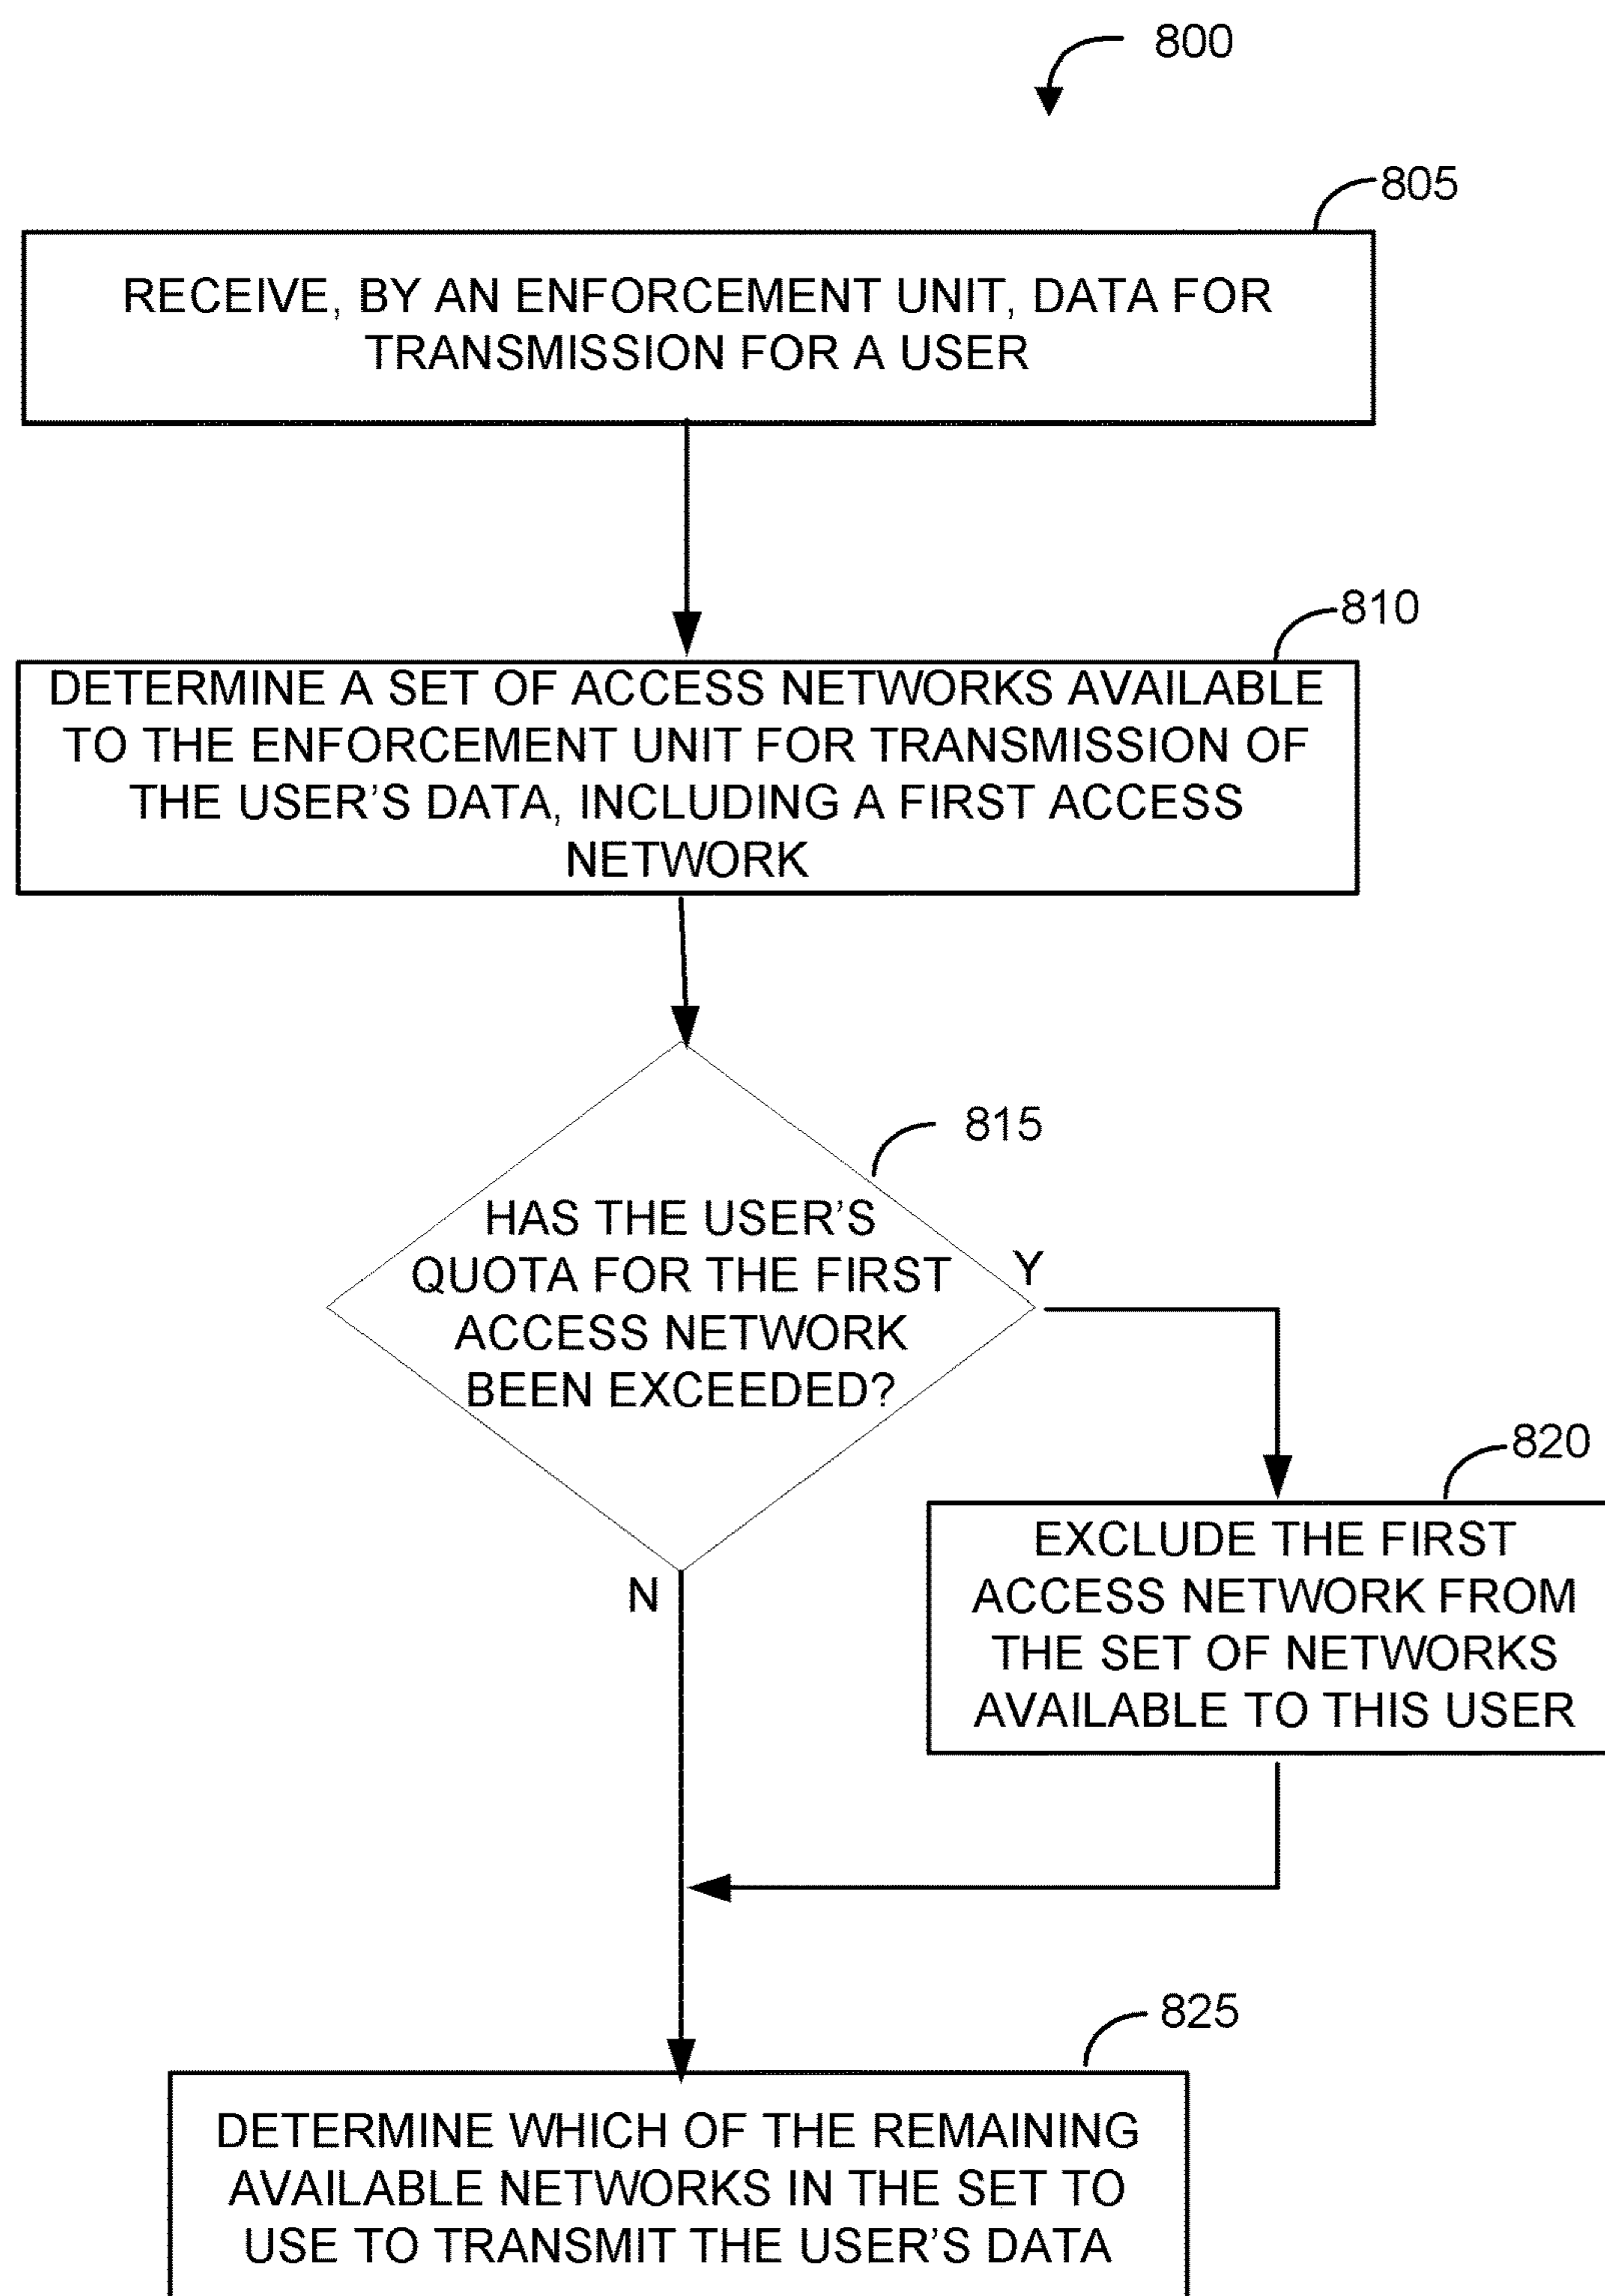 800
805
RECEIVE, BY AN ENFORCEMENT UNIT, DATA FOR
TRANSMISSION FOR A USER
810
DETERMINE A SET OF ACCESS NETWORKS AVAILABLE
TO THE ENFORCEMENT UNIT FOR TRANSMISSION OF
THE USER'S DATA, INCLUDING A FIRST ACCESS
NETWORK
815
HAS THE USER'S
QUOTA FOR THE FIRST
ACCESS NETWORK
BEEN EXCEEDED?
Y
N
820
EXCLUDE THE FIRST
ACCESS NETWORK FROM
THE SET OF NETWORKS
AVAILABLE TO THIS USER
825
DETERMINE WHICH OF THE REMAINING
AVAILABLE NETWORKS IN THE SET TO
USE TO TRANSMIT THE USER'S DATA